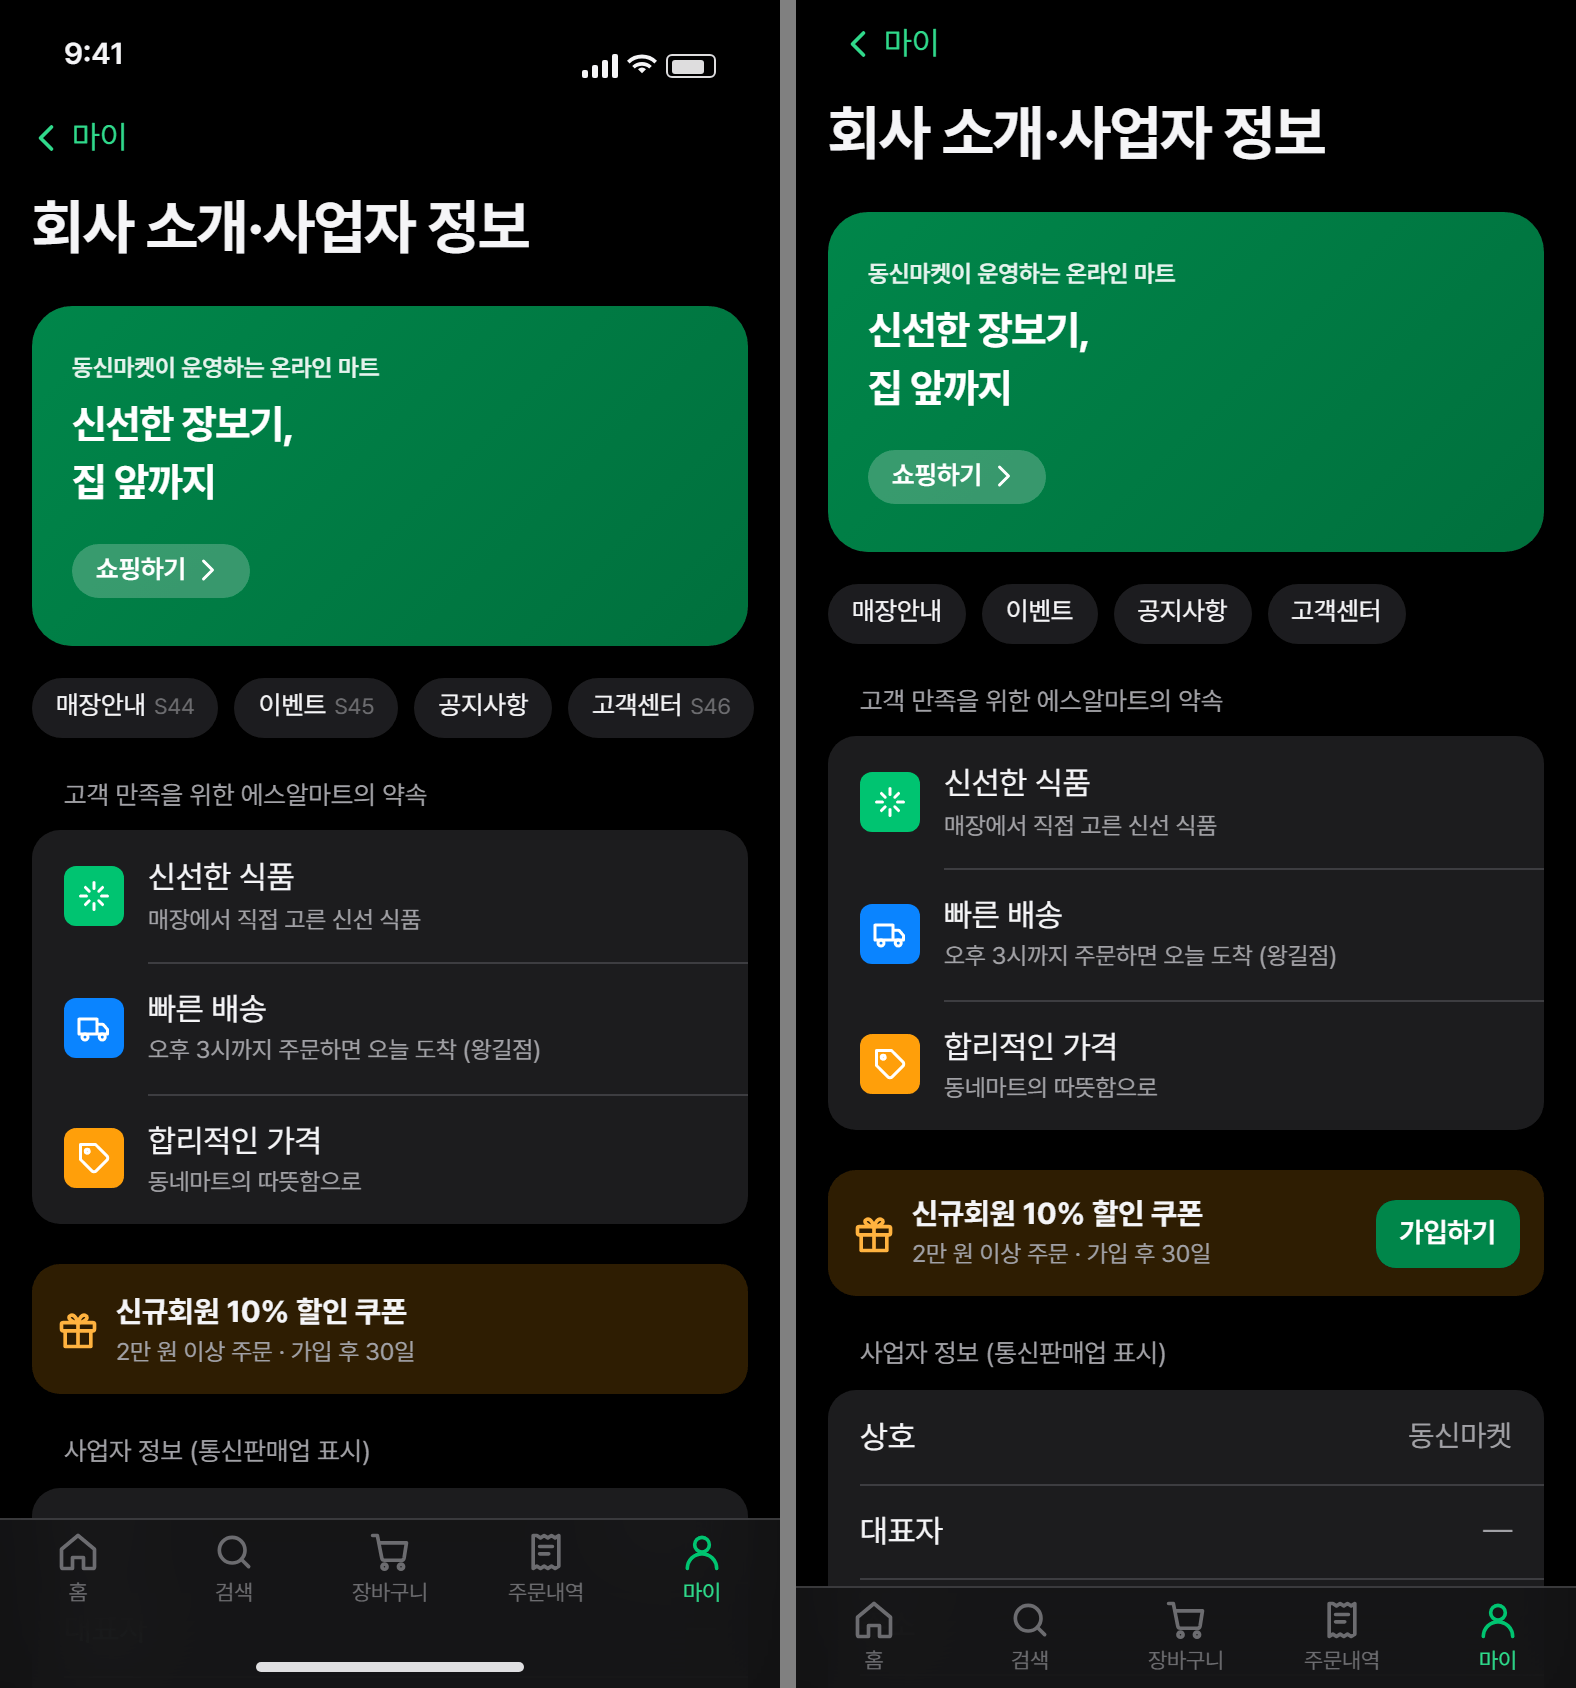 9:41
마이
회사 소개·사업자 정보
동신마켓이 운영하는 온라인 마트
신선한 장보기,
집 앞까지
쇼핑하기
매장안내 S44 이벤트 S45 공지사항 고객센터 S46
고객 만족을 위한 에스알마트의 약속
신선한 식품
매장에서 직접 고른 신선 식품
빠른 배송
오후 3시까지 주문하면 오늘 도착 (왕길점)
합리적인 가격
동네마트의 따뜻함으로
신규회원 10% 할인 쿠폰
2만 원 이상 주문 · 가입 후 30일
사업자 정보 (통신판매업 표시)
홈 검색 장바구니 주문내역 마이
마이
회사 소개·사업자 정보
동신마켓이 운영하는 온라인 마트
신선한 장보기,
집 앞까지
쇼핑하기
매장안내 이벤트 공지사항 고객센터
고객 만족을 위한 에스알마트의 약속
신선한 식품
매장에서 직접 고른 신선 식품
빠른 배송
오후 3시까지 주문하면 오늘 도착 (왕길점)
합리적인 가격
동네마트의 따뜻함으로
신규회원 10% 할인 쿠폰
2만 원 이상 주문 · 가입 후 30일
가입하기
사업자 정보 (통신판매업 표시)
상호 동신마켓
대표자 —
홈 검색 장바구니 주문내역 마이